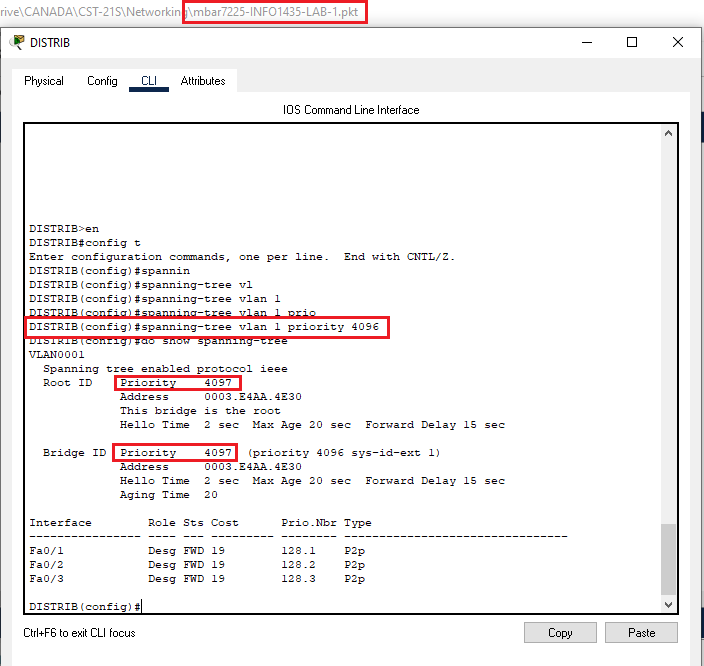 rive\CANADA\CST-21S\Networking\mbar7225-INFO1435-LAB-1.pkt
DISTRIB
Physical Config CLI Attributes
IOS Command Line Interface
DISTRIB>en
DISTRIB#config t
Enter configuration commands, one per line.  End with CNTL/Z.
DISTRIB(config)#spannin
DISTRIB(config)#spanning-tree vl
DISTRIB(config)#spanning-tree vlan 1
DISTRIB(config)#spanning-tree vlan 1 prio
DISTRIB(config)#spanning-tree vlan 1 priority 4096
DISTRIB(config)#do show spanning-tree
VLAN0001
  Spanning tree enabled protocol ieee
  Root ID    Priority    4097
             Address     0003.E4AA.4E30
             This bridge is the root
             Hello Time  2 sec  Max Age 20 sec  Forward Delay 15 sec
  Bridge ID  Priority    4097  (priority 4096 sys-id-ext 1)
             Address     0003.E4AA.4E30
             Hello Time  2 sec  Max Age 20 sec  Forward Delay 15 sec
             Aging Time  20
Interface        Role Sts Cost      Prio.Nbr Type
---------------- ---- --- --------- -------- --------------------------------
Fa0/1            Desg FWD 19        128.1    P2p
Fa0/2            Desg FWD 19        128.2    P2p
Fa0/3            Desg FWD 19        128.3    P2p
DISTRIB(config)#
Ctrl+F6 to exit CLI focus
Copy Paste